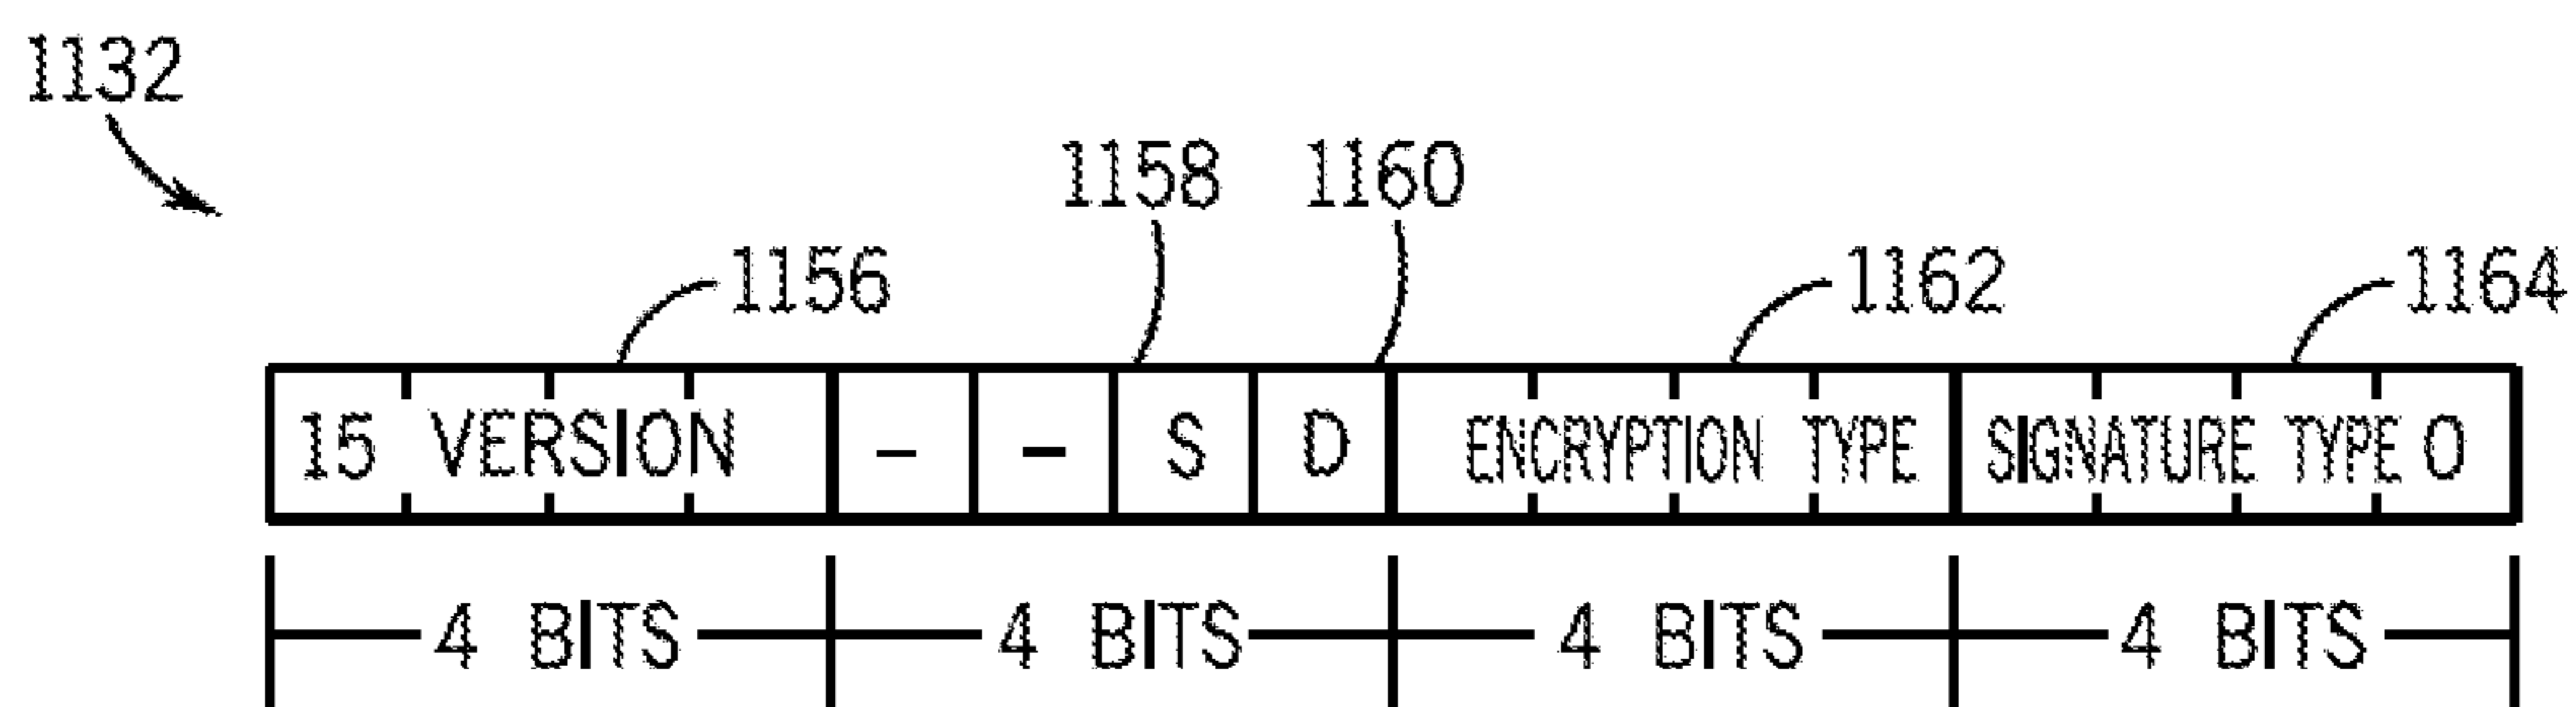 1132
1158 1160
1156 1162 1164
15 VERSION - - S D ENCRYPTION TYPE SIGNATURE TYPE 0
4 BITS 4 BITS 4 BITS 4 BITS